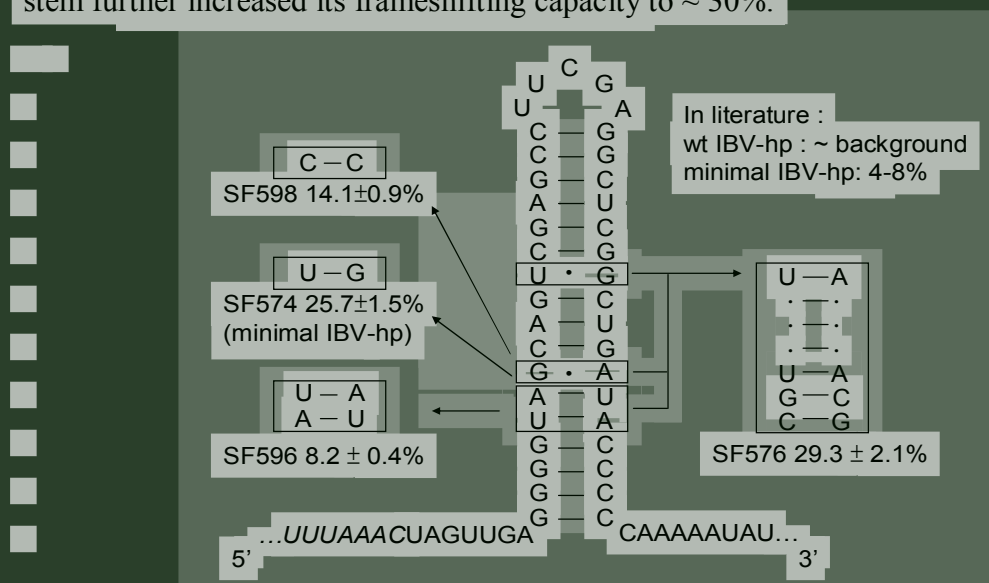 stem further increased its frameshifting capacity to ~ 30%.
C
U G
U – A
C – G
C – G
G – C
A – U
G – C
C – G
U · G
G – C
A – U
C – G
G · A
A U
U A
G – C
G – C
G – C
G – C
In literature :
wt IBV-hp : ~ background
minimal IBV-hp: 4-8%
C – C
SF598 14.1±0.9%
U – G
SF574 25.7±1.5%
(minimal IBV-hp)
U – A
A – U
SF596 8.2 ± 0.4%
U – A
· – ·
· – ·
· – ·
U – A
G – C
C – G
SF576 29.3 ± 2.1%
5’ ...UUUAAACUAGUUGA
CAAAAAUAU... 3’